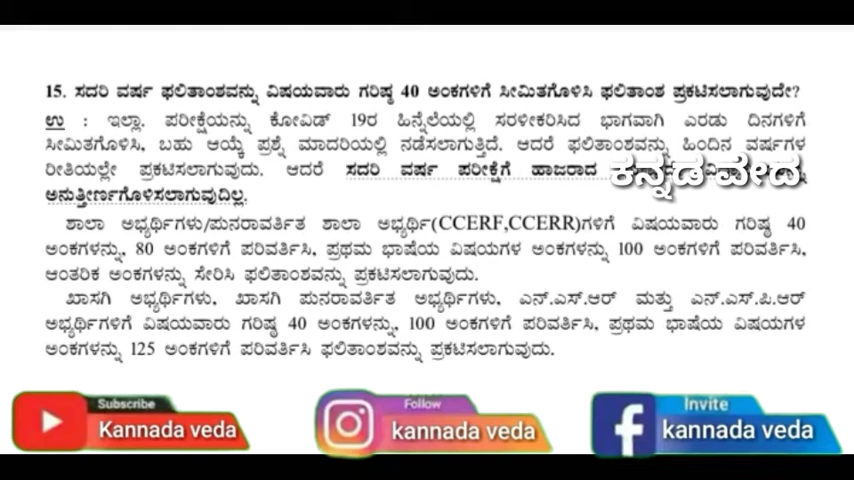 15. ಸದರಿ ವರ್ಷ ಫಲಿತಾಂಶವನ್ನು ವಿಷಯವಾರು ಗರಿಷ್ಠ 40 ಅಂಕಗಳಿಗೆ ಸೀಮಿತಗೊಳಿಸಿ ಫಲಿತಾಂಶ ಪ್ರಕಟಿಸಲಾಗುವುದೇ?
ಉ : ಇಲ್ಲಾ. ಪರೀಕ್ಷೆಯನ್ನು ಕೋವಿಡ್ 19ರ ಹಿನ್ನೆಲೆಯಲ್ಲಿ ಸರಳೀಕರಿಸಿದ ಭಾಗವಾಗಿ ಎರಡು ದಿನಗಳಿಗೆ
ಸೀಮಿತಗೊಳಿಸಿ, ಬಹು ಆಯ್ಕೆ ಪ್ರಶ್ನೆ ಮಾದರಿಯಲ್ಲಿ ನಡೆಸಲಾಗುತ್ತಿದೆ. ಆದರೆ ಫಲಿತಾಂಶವನ್ನು ಹಿಂದಿನ ವರ್ಷಗಳ
ರೀತಿಯಲ್ಲೇ ಪ್ರಕಟಿಸಲಾಗುವುದು. ಆದರೆ ಸದರಿ ವರ್ಷ ಪರೀಕ್ಷೆಗೆ ಹಾಜರಾದ
ಕನ್ನಡ ವೇದ
ಅನುತ್ತೀರ್ಣಗೊಳಿಸಲಾಗುವುದಿಲ್ಲ.
ಶಾಲಾ ಅಭ್ಯರ್ಥಿಗಳು/ಪುನರಾವರ್ತಿತ ಶಾಲಾ ಅಭ್ಯರ್ಥಿ(CCERF,CCERR)ಗಳಿಗೆ ವಿಷಯವಾರು ಗರಿಷ್ಠ 40
ಅಂಕಗಳನ್ನು, 80 ಅಂಕಗಳಿಗೆ ಪರಿವರ್ತಿಸಿ, ಪ್ರಥಮ ಭಾಷೆಯ ವಿಷಯಗಳ ಅಂಕಗಳನ್ನು 100 ಅಂಕಗಳಿಗೆ ಪರಿವರ್ತಿಸಿ,
ಆಂತರಿಕ ಅಂಕಗಳನ್ನು ಸೇರಿಸಿ ಫಲಿತಾಂಶವನ್ನು ಪ್ರಕಟಿಸಲಾಗುವುದು.
ಖಾಸಗಿ ಅಭ್ಯರ್ಥಿಗಳು, ಖಾಸಗಿ ಪುನರಾವರ್ತಿತ ಅಭ್ಯರ್ಥಿಗಳು, ಎನ್.ಎಸ್.ಆರ್ ಮತ್ತು ಎನ್.ಎಸ್.ಪಿ.ಆರ್
ಅಭ್ಯರ್ಥಿಗಳಿಗೆ ವಿಷಯವಾರು ಗರಿಷ್ಠ 40 ಅಂಕಗಳನ್ನು, 100 ಅಂಕಗಳಿಗೆ ಪರಿವರ್ತಿಸಿ, ಪ್ರಥಮ ಭಾಷೆಯ ವಿಷಯಗಳ
ಅಂಕಗಳನ್ನು 125 ಅಂಕಗಳಿಗೆ ಪರಿವರ್ತಿಸಿ ಫಲಿತಾಂಶವನ್ನು ಪ್ರಕಟಿಸಲಾಗುವುದು.
Subscribe
Kannada veda
Follow
kannada veda
Invite
kannada veda